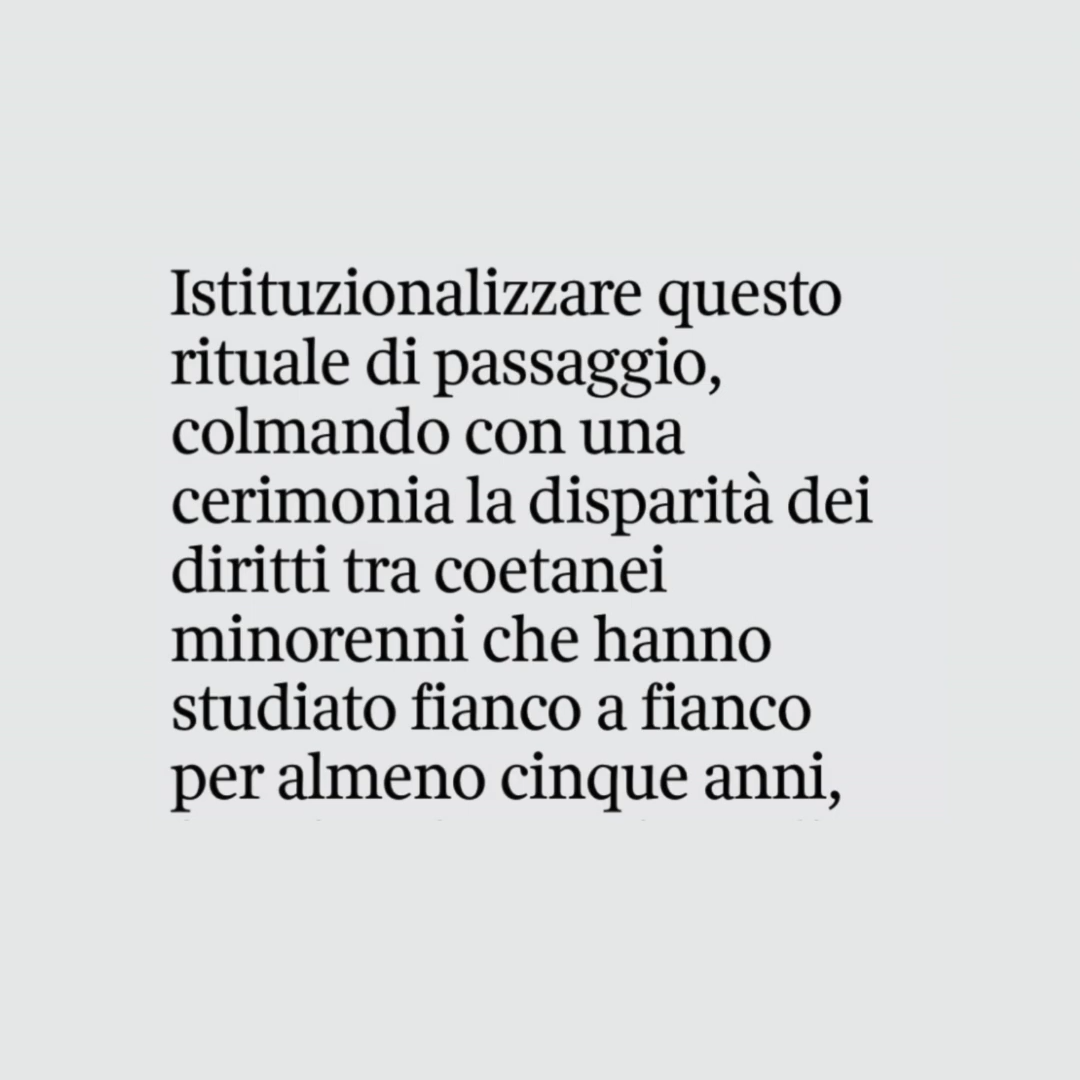 Istituzionalizzare questo
rituale di passaggio,
colmando con una
cerimonia la disparità dei
diritti tra coetanei
minorenni che hanno
studiato fianco a fianco
per almeno cinque anni,